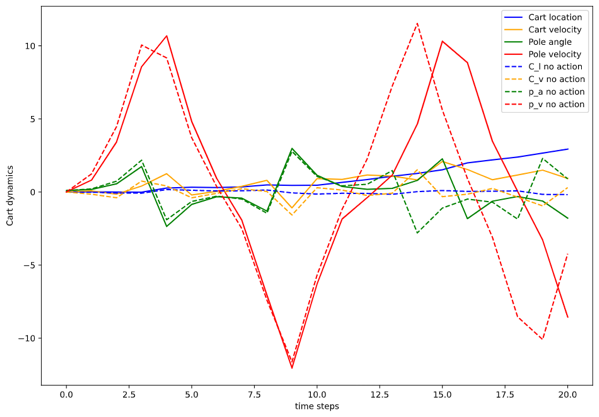 Cart location
Cart velocity
Pole angle
Pole velocity
C_l no action
C_v no action
p_a no action
p_v no action
10
5
0
−5
−10
Cart dynamics
0.0 2.5 5.0 7.5 10.0 12.5 15.0 17.5 20.0
time steps